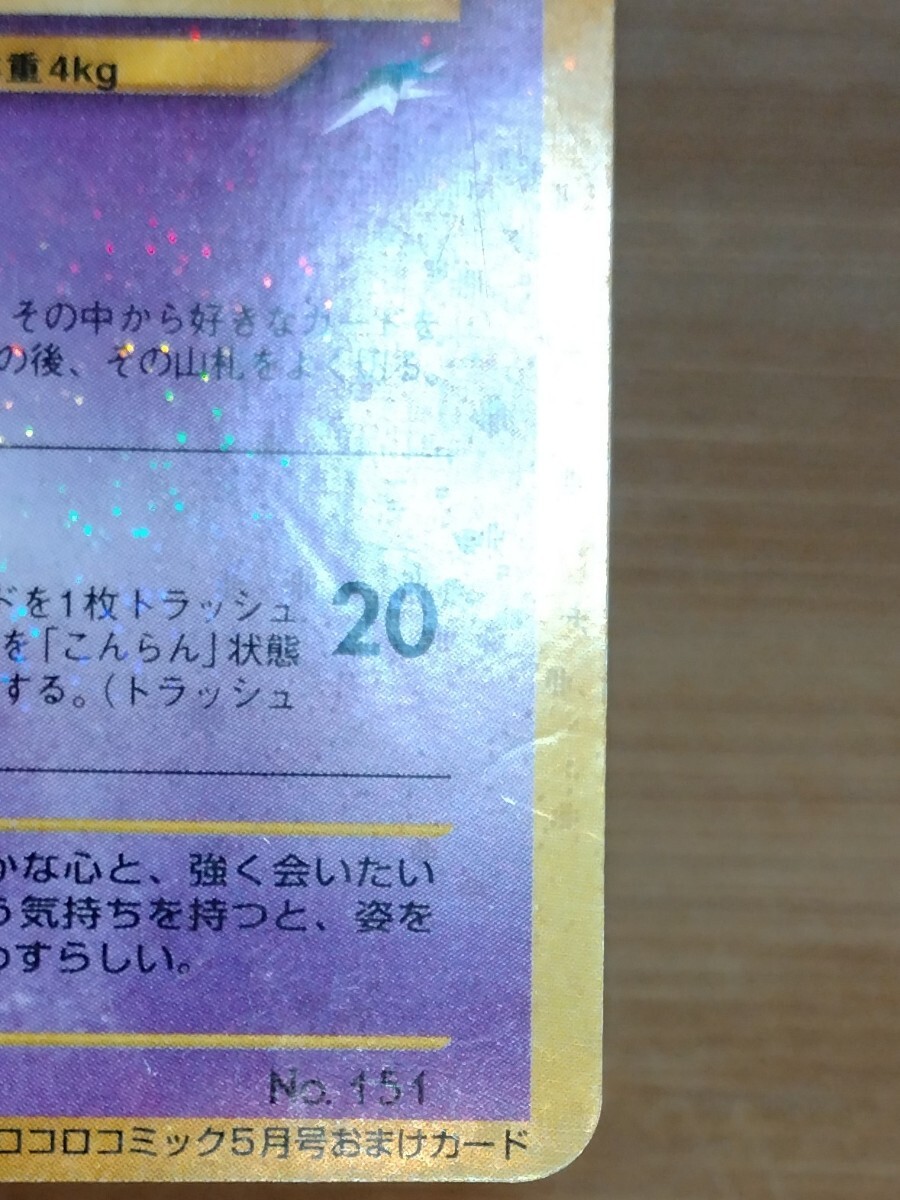 重4kg
その中から好きなカードを
の後、その山札をよく切る。
ドを1枚トラッシュ
を「こんらん」状態
する。(トラッシュ
20
かな心と、強く会いたい
う気持ちを持つと、姿を
わすらしい。
No. 151
ロコロコミック5月号おまけカード